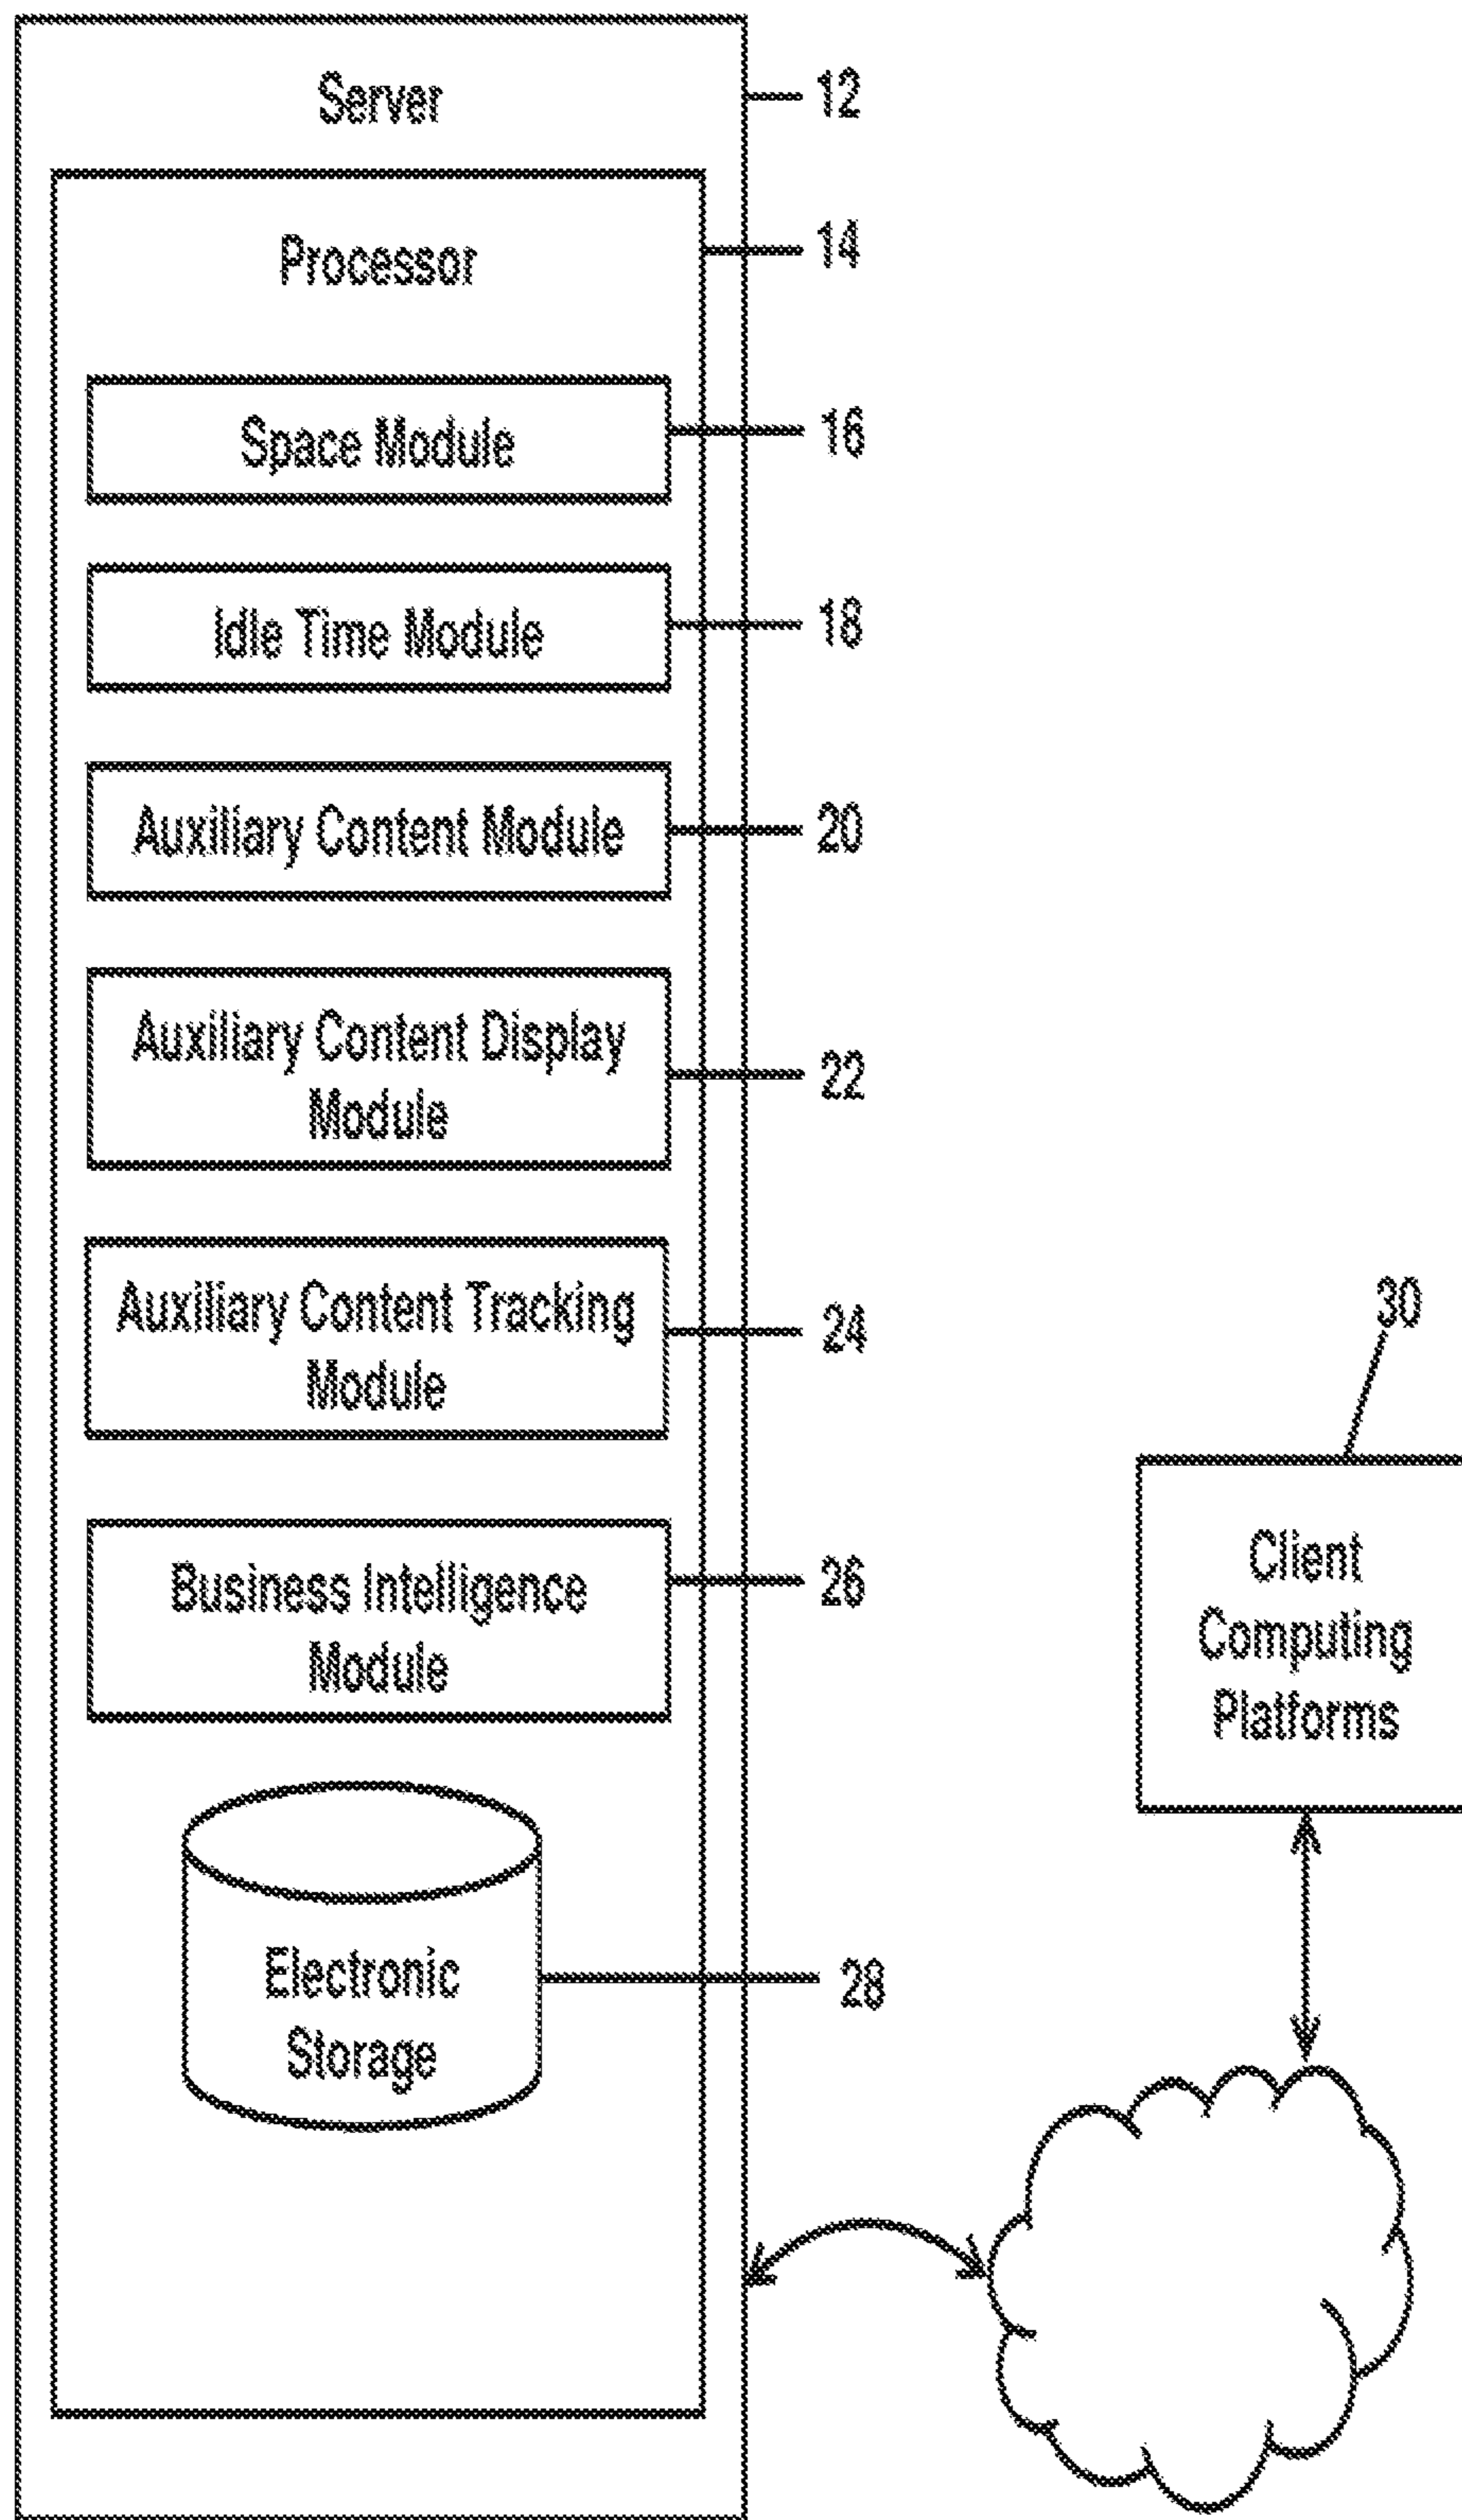 Server
12
Processor
14
Space Module
16
Idle Time Module
18
Auxiliary Content Module
20
Auxiliary Content Display
Module
22
Auxiliary Content Tracking
Module
24
30
Business Intelligence
Module
26
Client
Computing
Platforms
Electronic
Storage
28